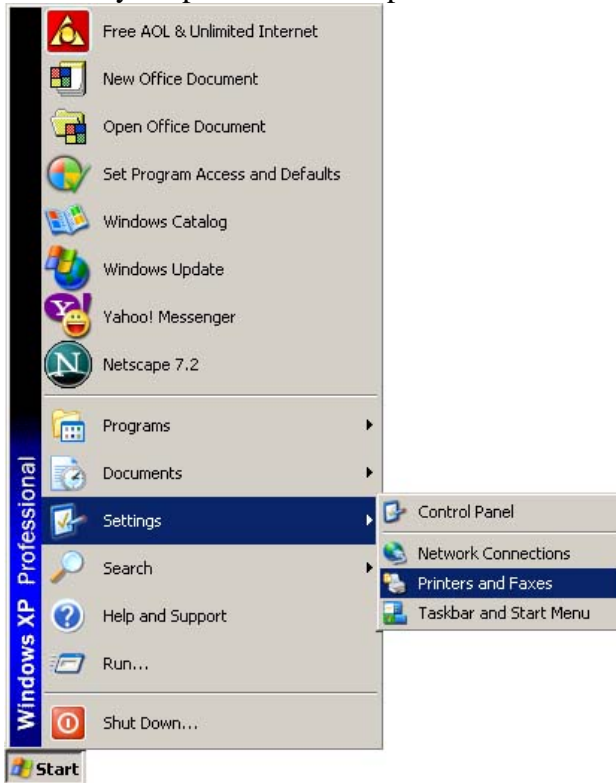 Free AOL & Unlimited Internet
New Office Document
Open Office Document
Set Program Access and Defaults
Windows Catalog
Windows Update
Yahoo! Messenger
Netscape 7.2
Programs
Documents
Settings
Search
Help and Support
Run...
Shut Down...
Control Panel
Network Connections
Printers and Faxes
Taskbar and Start Menu
Windows XP Professional
Start